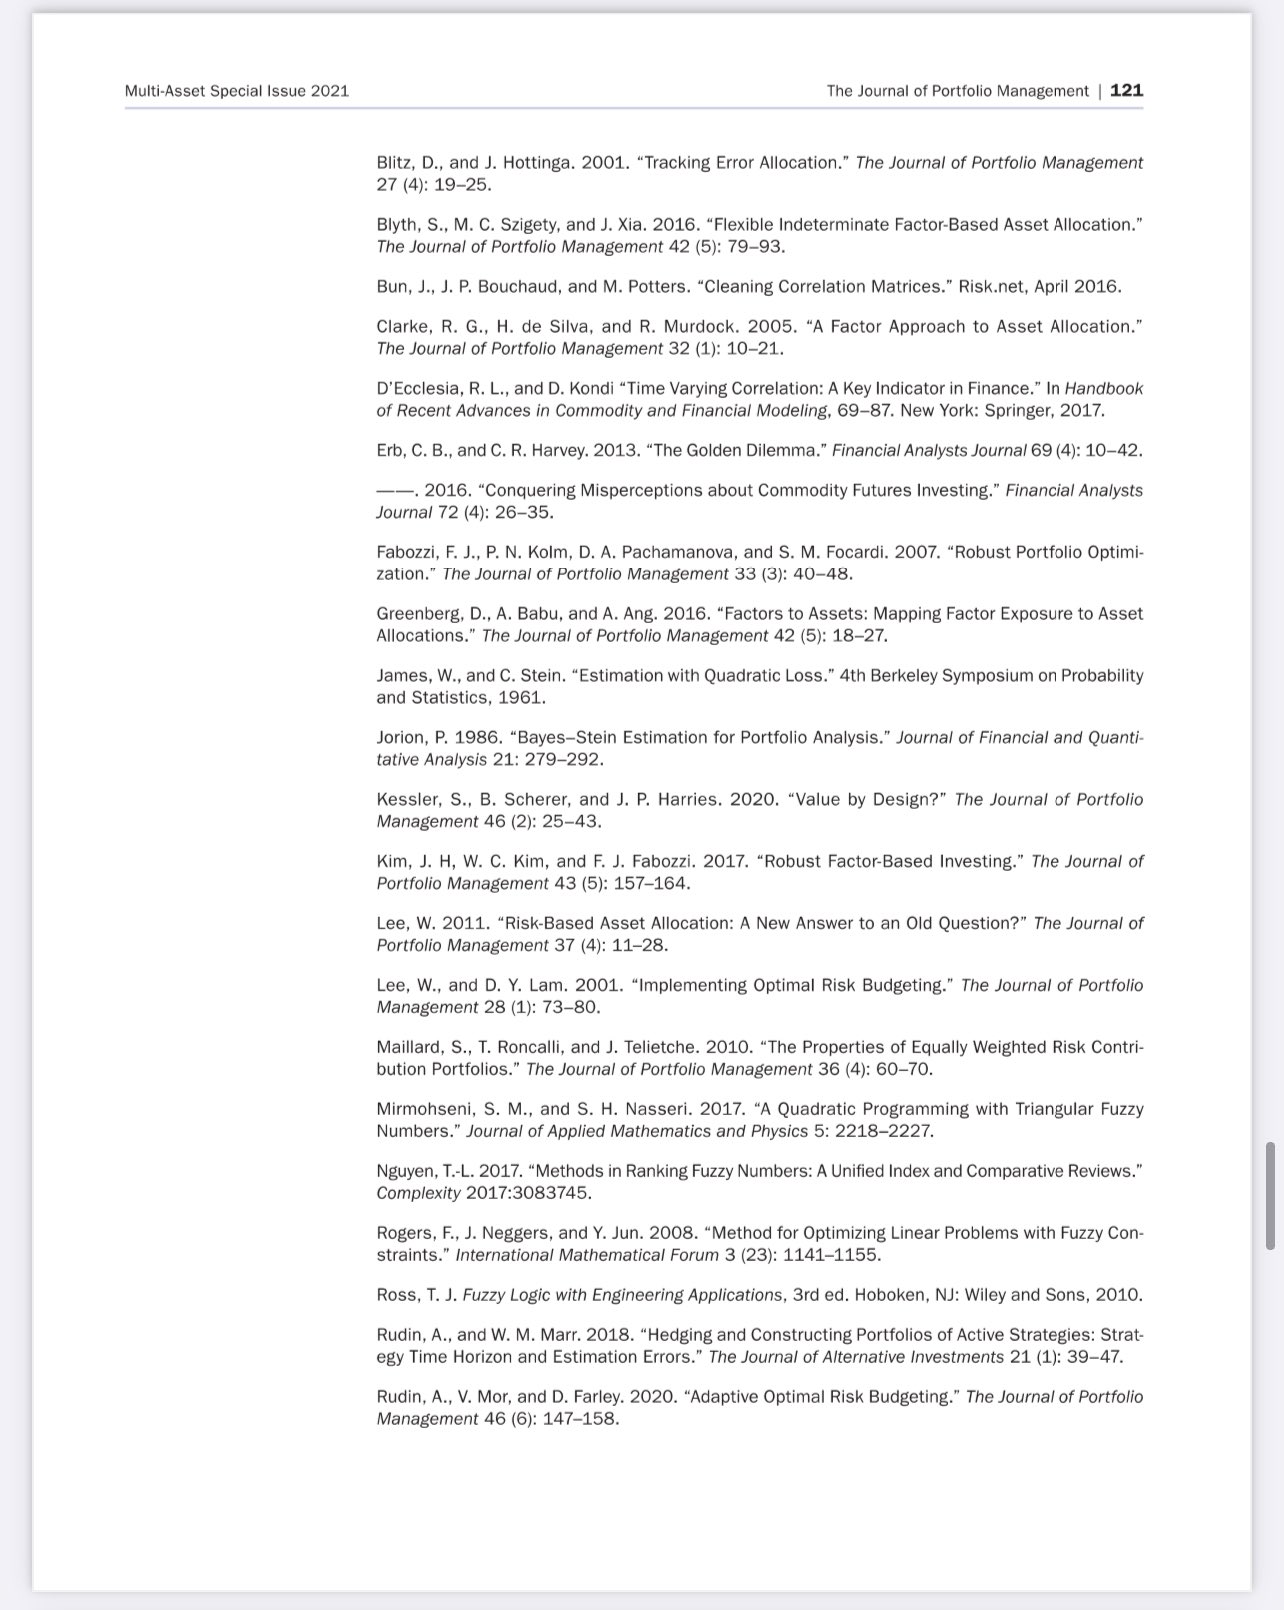 Multi-Asset Special Issue 2021
The Journal of Portfolio Management | 121
Blitz, D., and J. Hottinga. 2001. “Tracking Error Allocation.” The Journal of Portfolio Management
27 (4): 19–25.
Blyth, S., M. C. Szigety, and J. Xia. 2016. “Flexible Indeterminate Factor-Based Asset Allocation.”
The Journal of Portfolio Management 42 (5): 79–93.
Bun, J., J. P. Bouchaud, and M. Potters. “Cleaning Correlation Matrices.” Risk.net, April 2016.
Clarke, R. G., H. de Silva, and R. Murdock. 2005. “A Factor Approach to Asset Allocation.”
The Journal of Portfolio Management 32 (1): 10–21.
D’Ecclesia, R. L., and D. Kondi “Time Varying Correlation: A Key Indicator in Finance.” In Handbook
of Recent Advances in Commodity and Financial Modeling, 69–87. New York: Springer, 2017.
Erb, C. B., and C. R. Harvey. 2013. “The Golden Dilemma.” Financial Analysts Journal 69 (4): 10–42.
——. 2016. “Conquering Misperceptions about Commodity Futures Investing.” Financial Analysts
Journal 72 (4): 26–35.
Fabozzi, F. J., P. N. Kolm, D. A. Pachamanova, and S. M. Focardi. 2007. “Robust Portfolio Optimi-
zation.” The Journal of Portfolio Management 33 (3): 40–48.
Greenberg, D., A. Babu, and A. Ang. 2016. “Factors to Assets: Mapping Factor Exposure to Asset
Allocations.” The Journal of Portfolio Management 42 (5): 18–27.
James, W., and C. Stein. “Estimation with Quadratic Loss.” 4th Berkeley Symposium on Probability
and Statistics, 1961.
Jorion, P. 1986. “Bayes–Stein Estimation for Portfolio Analysis.” Journal of Financial and Quanti-
tative Analysis 21: 279–292.
Kessler, S., B. Scherer, and J. P. Harries. 2020. “Value by Design?” The Journal of Portfolio
Management 46 (2): 25–43.
Kim, J. H, W. C. Kim, and F. J. Fabozzi. 2017. “Robust Factor-Based Investing.” The Journal of
Portfolio Management 43 (5): 157–164.
Lee, W. 2011. “Risk-Based Asset Allocation: A New Answer to an Old Question?” The Journal of
Portfolio Management 37 (4): 11–28.
Lee, W., and D. Y. Lam. 2001. “Implementing Optimal Risk Budgeting.” The Journal of Portfolio
Management 28 (1): 73–80.
Maillard, S., T. Roncalli, and J. Telietche. 2010. “The Properties of Equally Weighted Risk Contri-
bution Portfolios.” The Journal of Portfolio Management 36 (4): 60–70.
Mirmohseni, S. M., and S. H. Nasseri. 2017. “A Quadratic Programming with Triangular Fuzzy
Numbers.” Journal of Applied Mathematics and Physics 5: 2218–2227.
Nguyen, T.-L. 2017. “Methods in Ranking Fuzzy Numbers: A Unified Index and Comparative Reviews.”
Complexity 2017:3083745.
Rogers, F., J. Neggers, and Y. Jun. 2008. “Method for Optimizing Linear Problems with Fuzzy Con-
straints.” International Mathematical Forum 3 (23): 1141–1155.
Ross, T. J. Fuzzy Logic with Engineering Applications, 3rd ed. Hoboken, NJ: Wiley and Sons, 2010.
Rudin, A., and W. M. Marr. 2018. “Hedging and Constructing Portfolios of Active Strategies: Strat-
egy Time Horizon and Estimation Errors.” The Journal of Alternative Investments 21 (1): 39–47.
Rudin, A., V. Mor, and D. Farley. 2020. “Adaptive Optimal Risk Budgeting.” The Journal of Portfolio
Management 46 (6): 147–158.